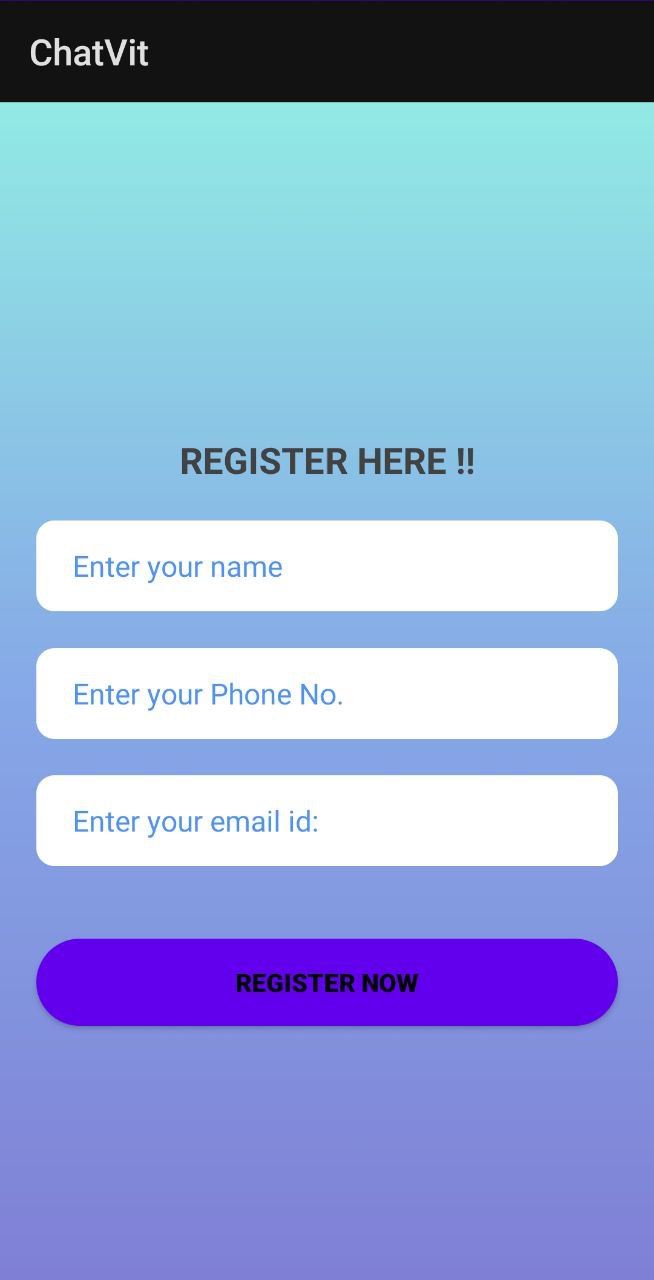 ChatVit
REGISTER HERE !!
Enter your name
Enter your Phone No.
Enter your email id:
REGISTER NOW